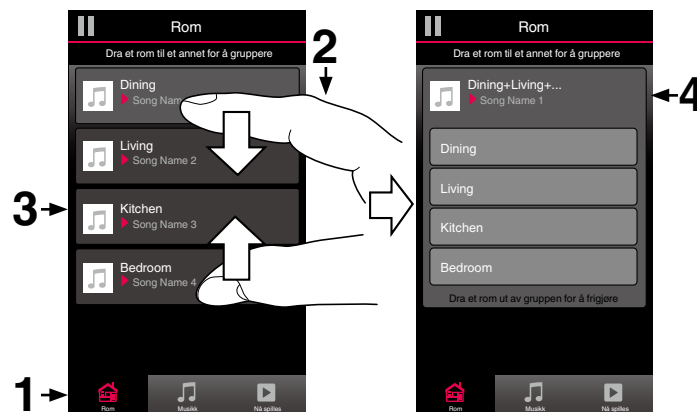 Rom
Dra et rom til et annet for å gruppere
Dining
Song Nam
Living
Song Name 2
Kitchen
Song Name 3
Bedroom
Song Name 4
Rom
Musikk
Nå spilles
1
2
3
Rom
Dra et rom til et annet for å gruppere
Dining+Living+...
Song Name 1
Dining
Living
Kitchen
Bedroom
Dra et rom ut av gruppen for å frigjøre
Rom
Musikk
Nå spilles
4